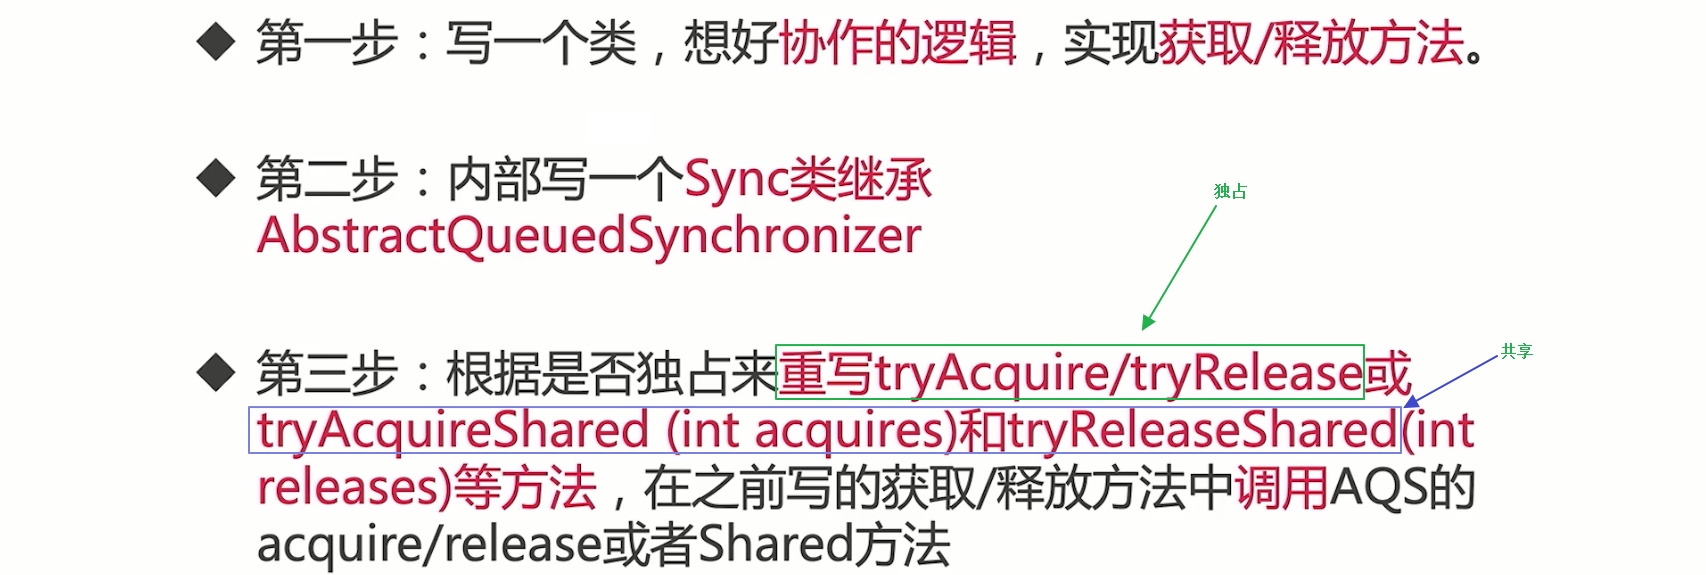 ◆ 第一步：写一个类，想好协作的逻辑，实现获取/释放方法。
◆ 第二步：内部写一个Sync类继承
AbstractQueuedSynchronizer
独占
◆ 第三步：根据是否独占来重写tryAcquire/tryRelease或
共享
tryAcquireShared (int acquires)和tryReleaseShared(int
releases)等方法，在之前写的获取/释放方法中调用AQS的
acquire/release或者Shared方法